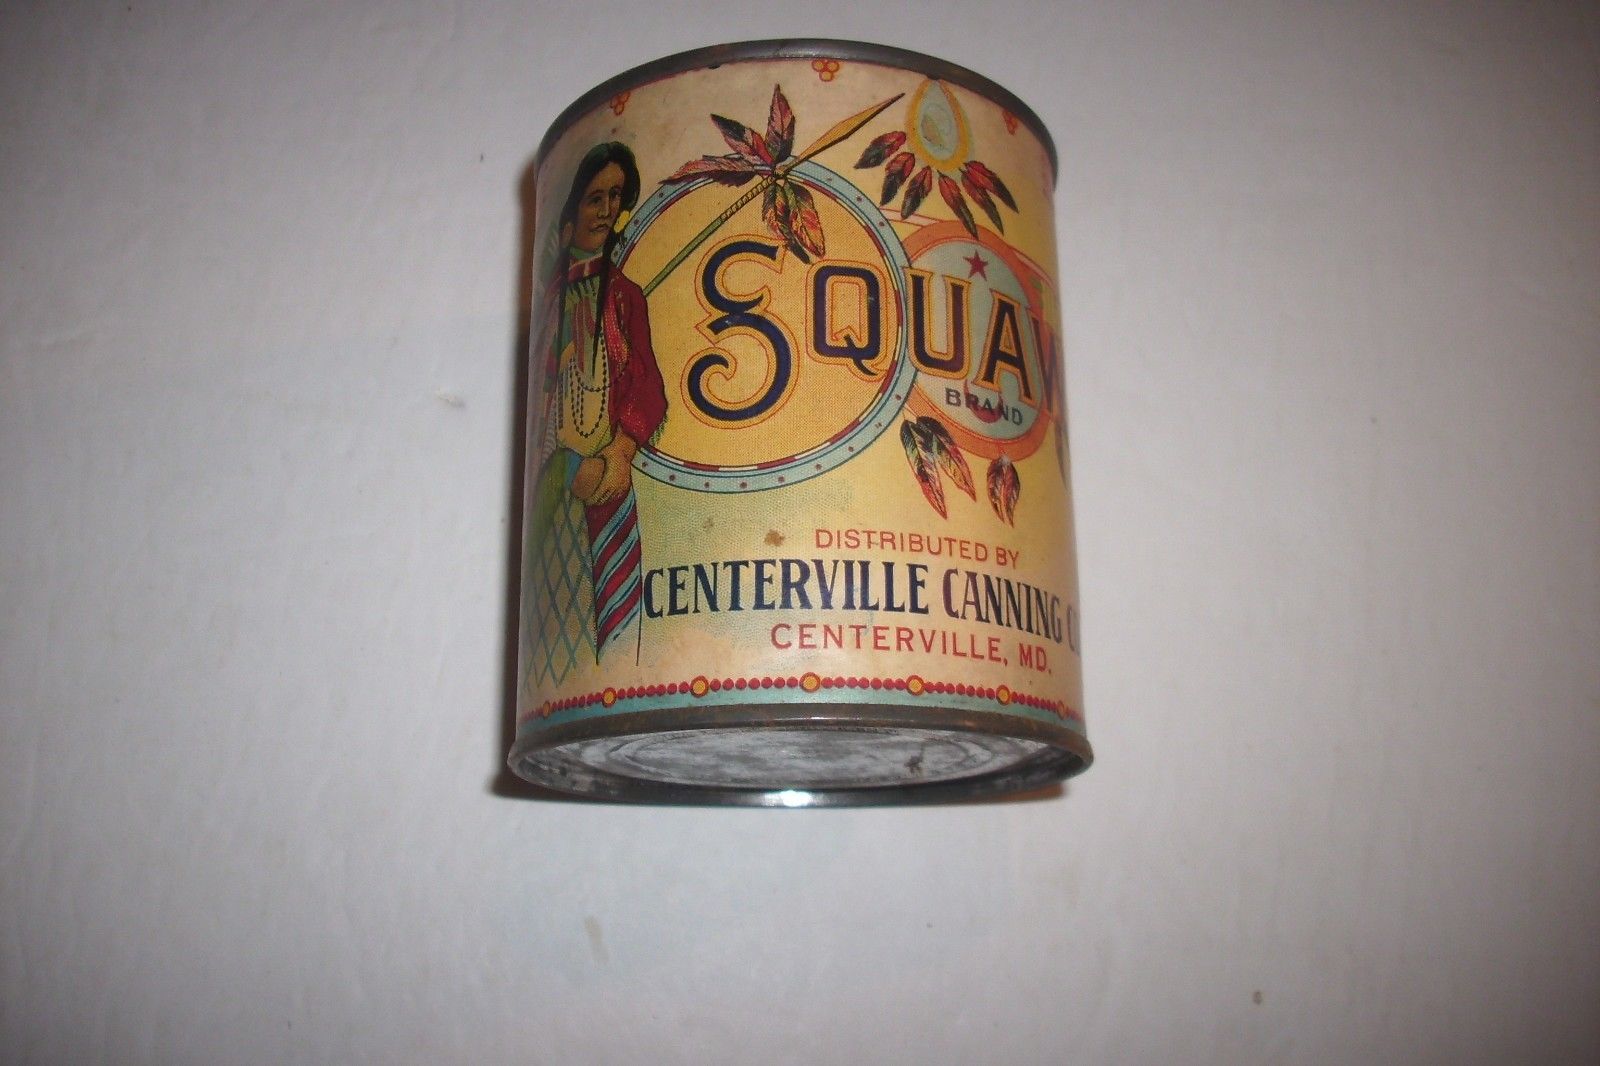 SQUAW
BRAND
DISTRIBUTED BY
CENTERVILLE CANNING
CENTERVILLE, MD.